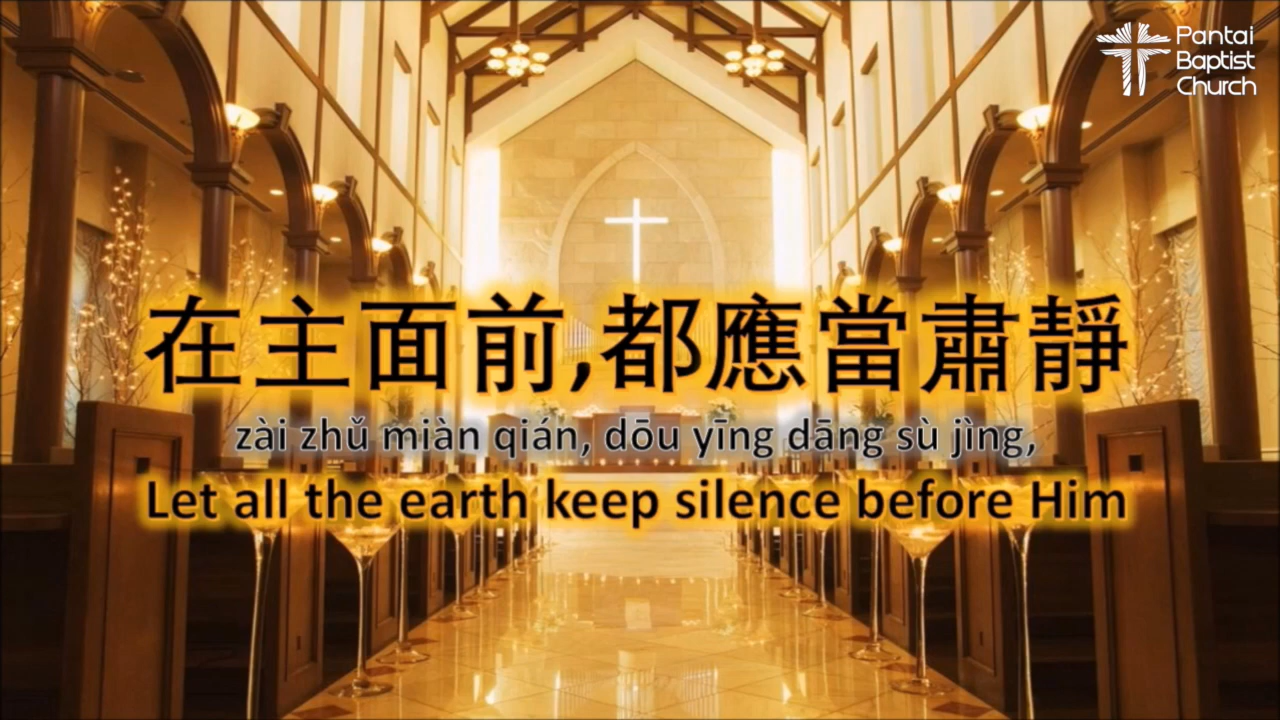 Pantai
Baptist
Church
在主面前,都應當肅靜
zài zhǔ miàn qián, dōu yīng dāng sù jìng,
Let all the earth keep silence before Him